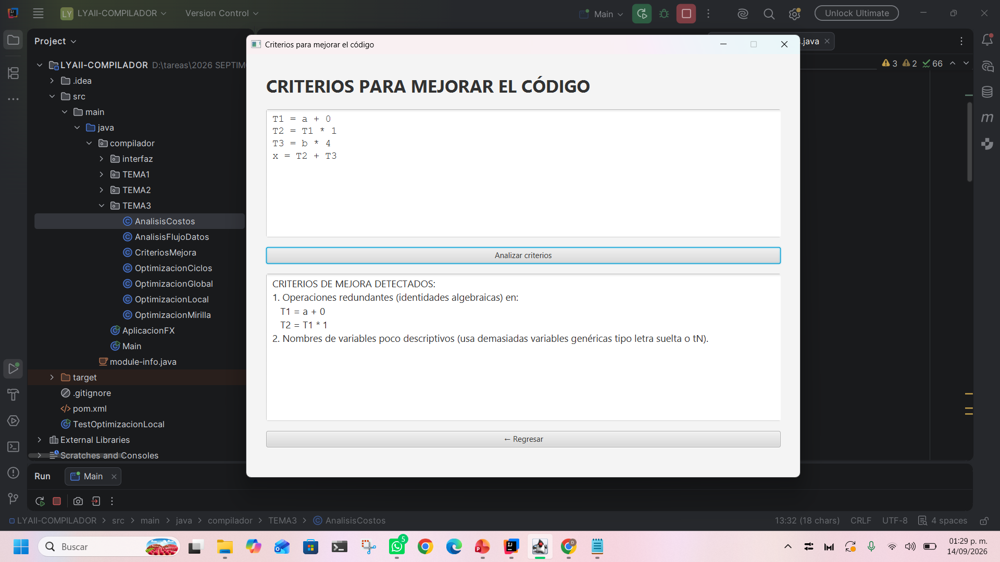 LY LYAII-COMPILADOR Version Control Main Unlock Ultimate
Project
.java
LYAII-COMPILADOR D:\tareas\2026 SEPTIM
3 2 66
.idea
src
main
java
compilador
interfaz
TEMA1
TEMA2
TEMA3
AnalisisCostos
AnalisisFlujoDatos
CriteriosMejora
OptimizacionCiclos
OptimizacionGlobal
OptimizacionLocal
OptimizacionMirilla
AplicacionFX
Main
module-info.java
target
.gitignore
pom.xml
TestOptimizacionLocal
External Libraries
Scratches and Consoles
Criterios para mejorar el código
CRITERIOS PARA MEJORAR EL CÓDIGO
T1 = a + 0
T2 = T1 * 1
T3 = b * 4
x = T2 + T3
Analizar criterios
CRITERIOS DE MEJORA DETECTADOS:
1. Operaciones redundantes (identidades algebraicas) en:
T1 = a + 0
T2 = T1 * 1
2. Nombres de variables poco descriptivos (usa demasiadas variables genéricas tipo letra suelta o tN).
← Regresar
Run Main
LYAII-COMPILADOR > src > main > java > compilador > TEMA3 > AnalisisCostos 13:32 (18 chars) CRLF UTF-8 4 spaces
Buscar
5
01:29 p. m.
14/09/2026